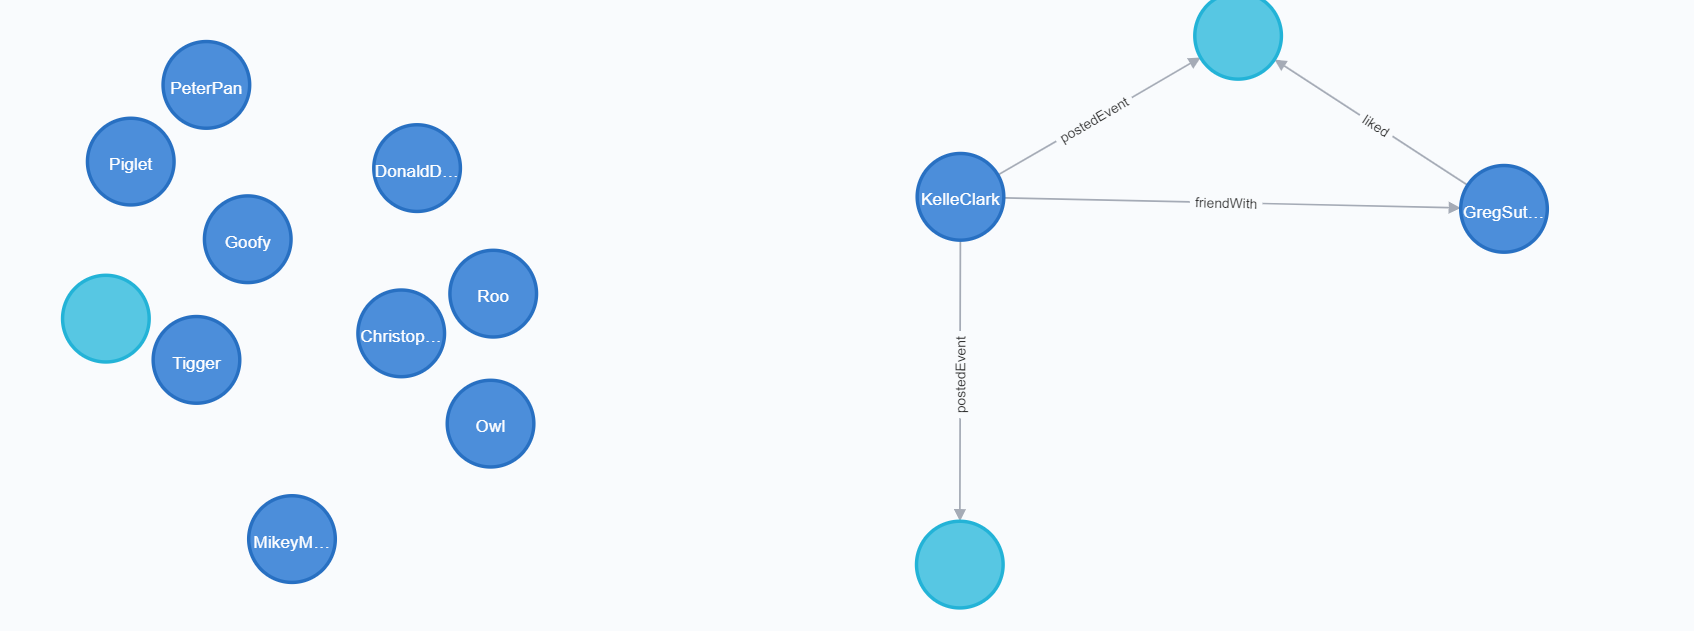 PeterPan
Piglet
DonaldD...
Goofy
Roo
Christop...
Tigger
Owl
MikeyM...
postedEvent
liked
KelleClark
friendWith
GregSut...
postedEvent